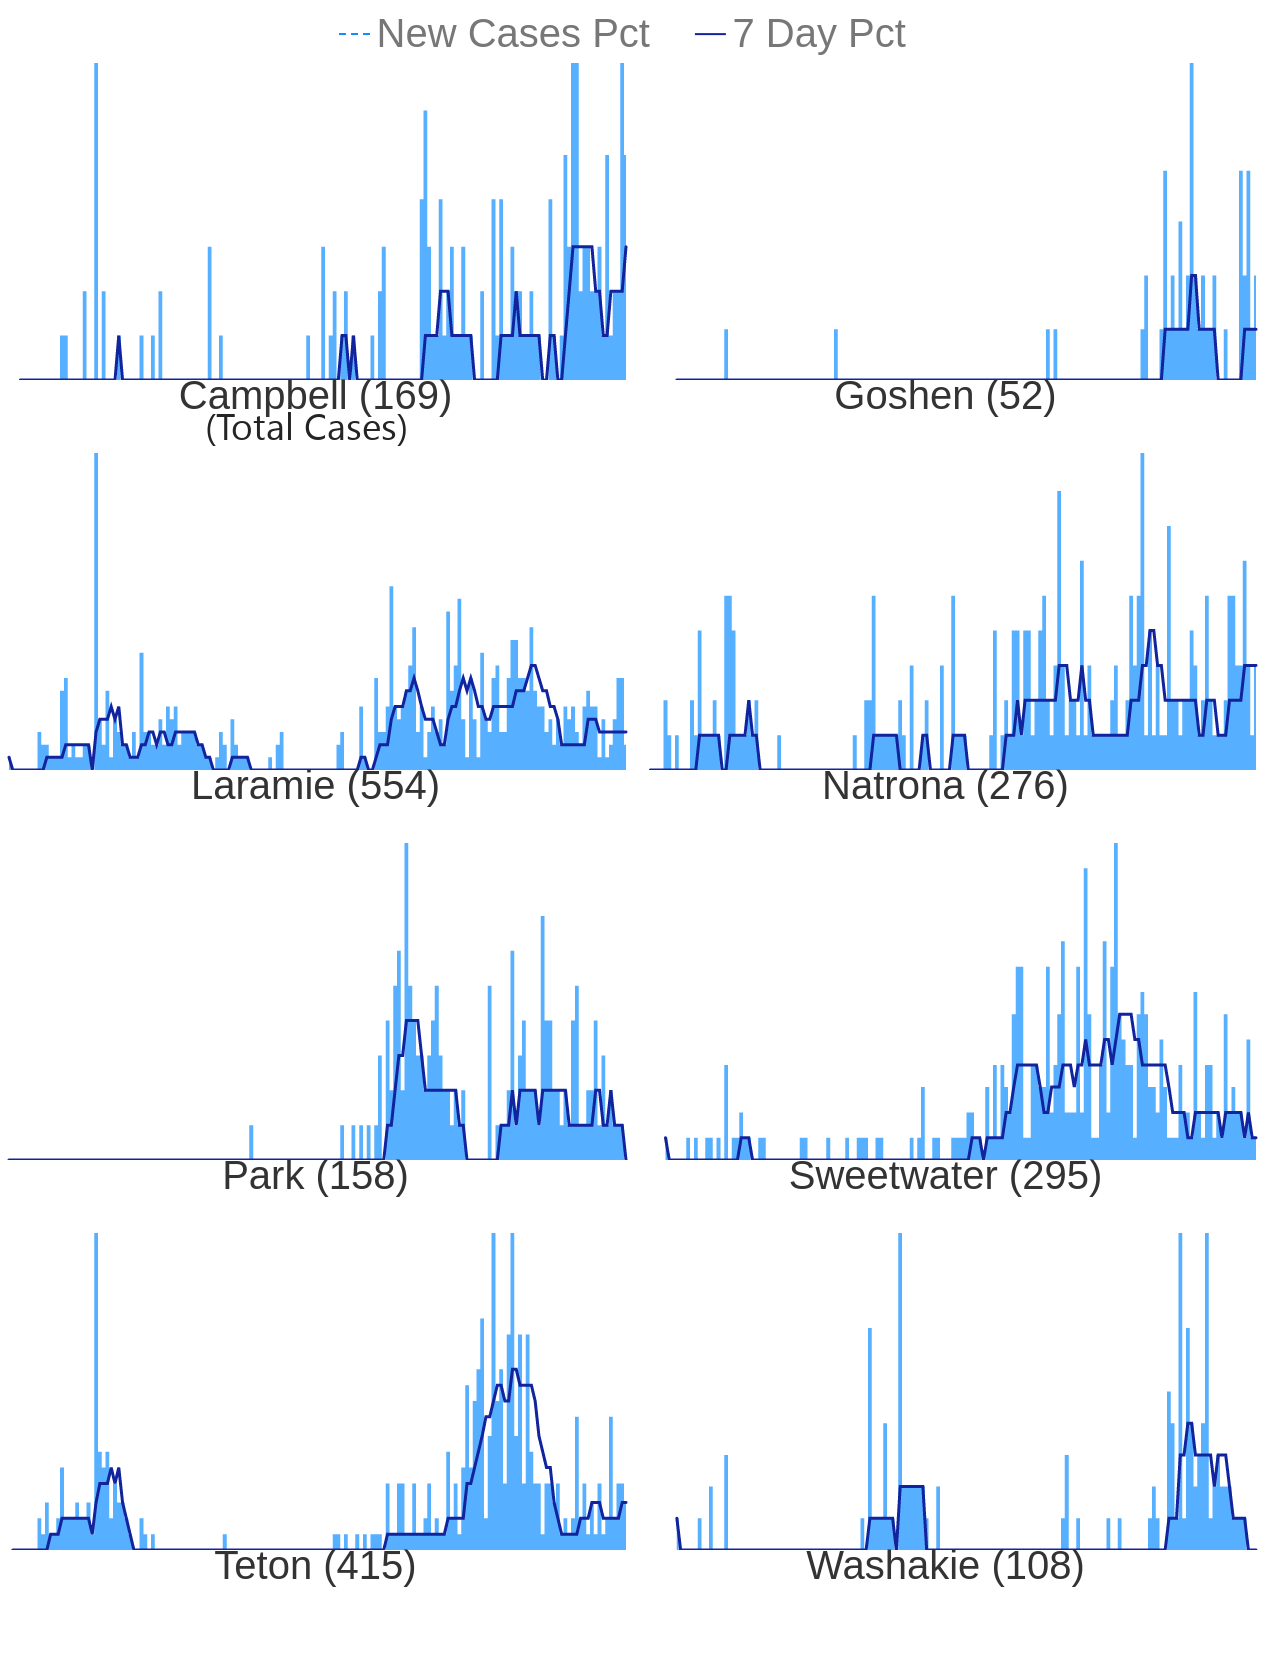 New Cases Pct 7 Day Pct
Campbell (169) Goshen (52)
(Total Cases)
Laramie (554) Natrona (276)
Park (158) Sweetwater (295)
Teton (415) Washakie (108)